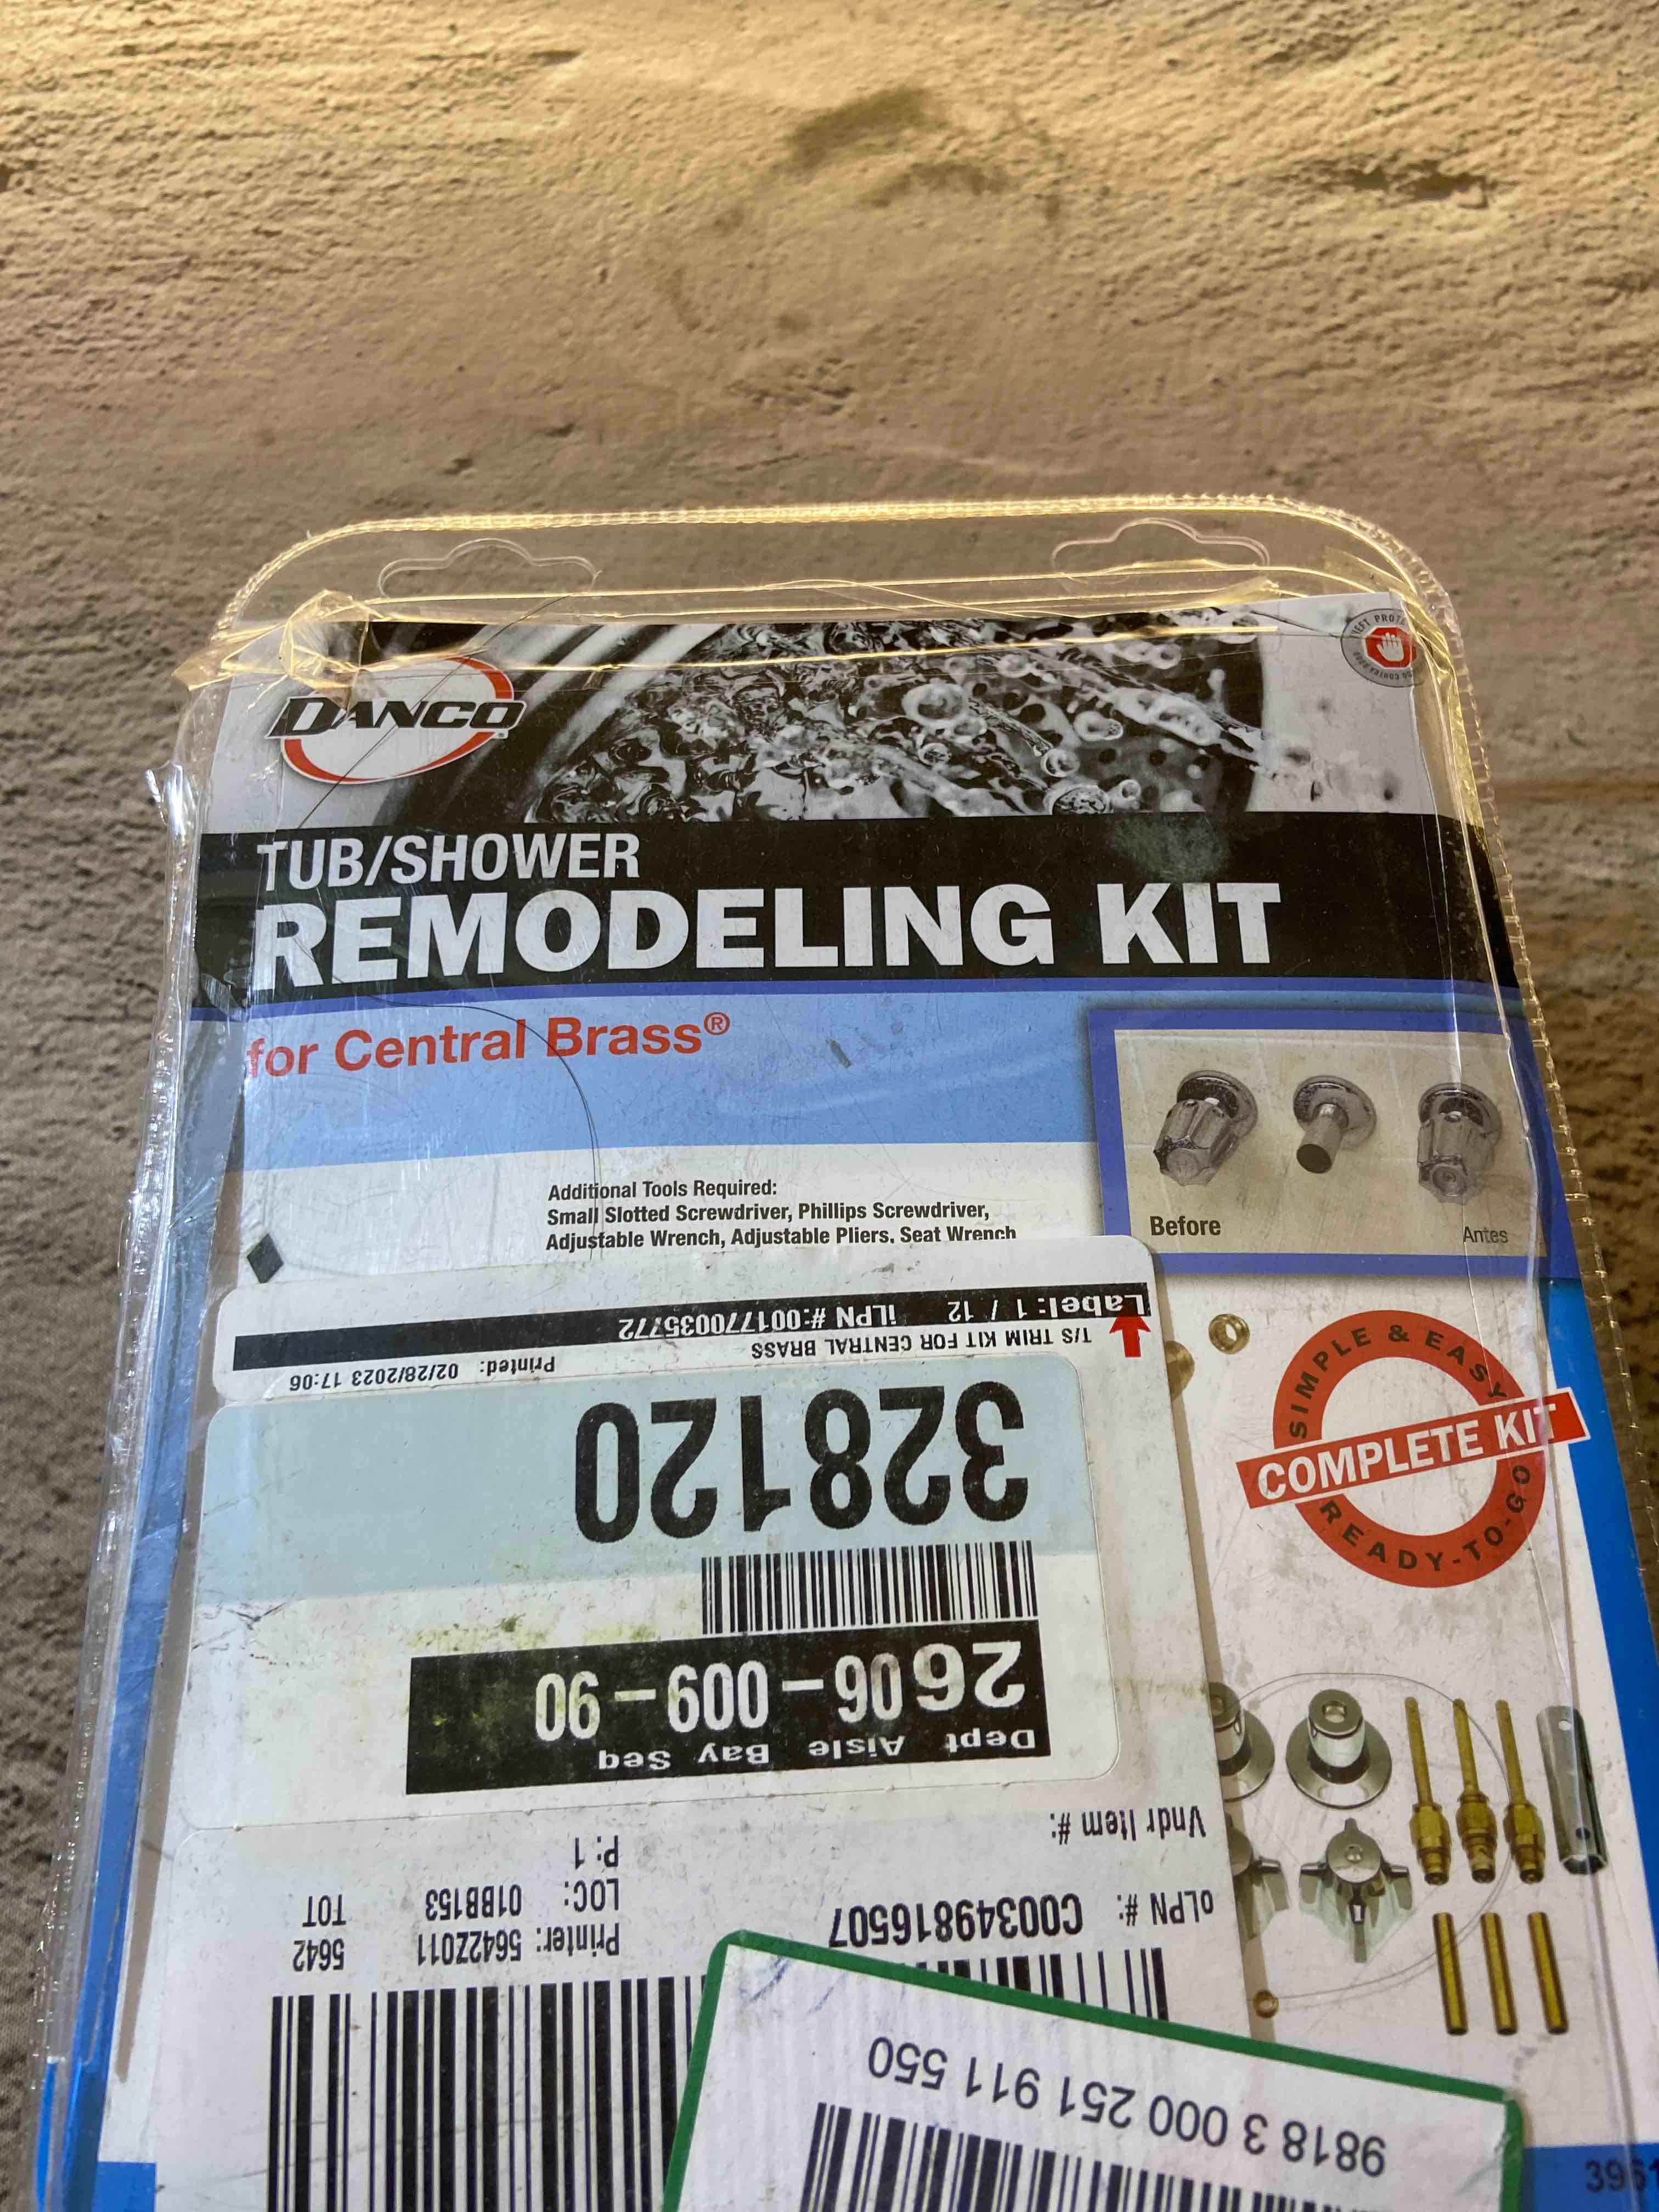 DANCO
TUB/SHOWER
REMODELING KIT
for Central Brass®
Additional Tools Required:
Small Slotted Screwdriver, Phillips Screwdriver,
Adjustable Wrench, Adjustable Pliers, Seat Wrench
Before
Antes
SIMPLE & EASY
COMPLETE KIT
READY-TO-GO
Label: 1 / 12 iLPN #:001770035772
T/S TRIM KIT FOR CENTRAL BRASS
Printed: 02/28/2023 17:06
328120
2606-009-90
Dept Aisle Bay Seq
Vndr Item #:
P: 1
LOC: 01BB153 TOT
Printer: 5642Z011 5642
oLPN #: C00349816507
9818 3 000 251 911 550